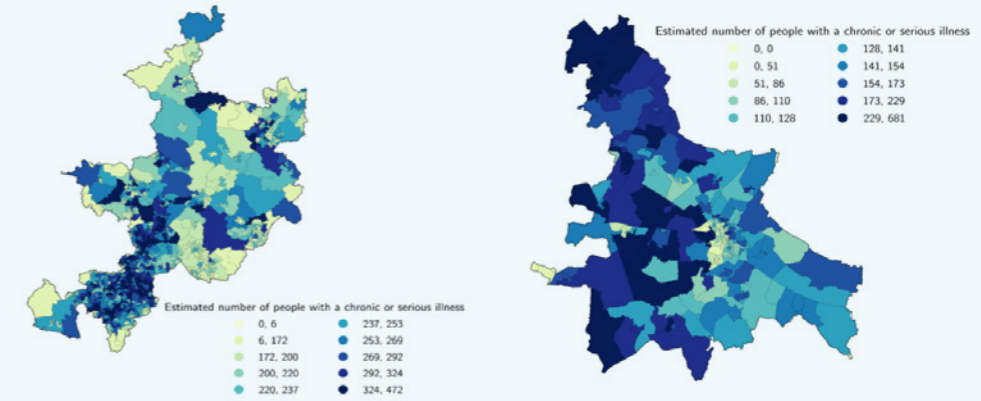 Estimated number of people with a chronic or serious illness
0, 6 237, 253
6, 172 253, 269
172, 200 269, 292
200, 220 292, 324
220, 237 324, 472
Estimated number of people with a chronic or serious illness
0, 0 128, 141
0, 51 141, 154
51, 86 154, 173
86, 110 173, 229
110, 128 229, 681